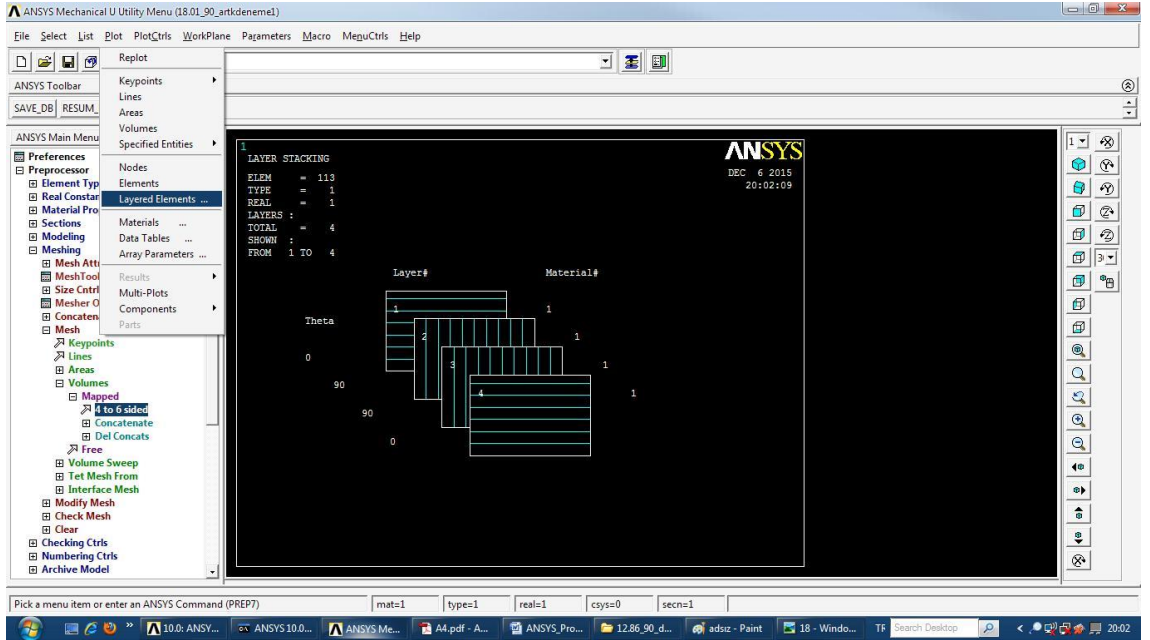 ANSYS Mechanical U Utility Menu (18.01_90_artkdeneme1)
File Select List Plot PlotCtrls WorkPlane Parameters Macro MenuCtrls Help
ANSYS Toolbar
SAVE_DB RESUM_
ANSYS Main Menu
Replot
Keypoints
Lines
Areas
Volumes
Specified Entities
Nodes
Elements
Layered Elements ...
Materials ...
Data Tables ...
Array Parameters ...
Results
Multi-Plots
Components
Parts
Preferences
Preprocessor
Element Typ
Real Constar
Material Pro
Sections
Modeling
Meshing
Mesh Attr
MeshTool
Size Cntrl
Mesher O
Concatena
Mesh
Keypoints
Lines
Areas
Volumes
Mapped
4 to 6 sided
Concatenate
Del Concats
Free
Volume Sweep
Tet Mesh From
Interface Mesh
Modify Mesh
Check Mesh
Clear
Checking Ctrls
Numbering Ctrls
Archive Model
1
LAYER STACKING
ELEM = 113
TYPE = 1
REAL = 1
LAYERS :
TOTAL = 4
SHOWN :
FROM 1 TO 4
ANSYS
DEC 6 2015
20:02:09
Layer# Material#
1 1
Theta
2 1
0 3 1
90 4 1
90
0
1
3
Pick a menu item or enter an ANSYS Command (PREP7) mat=1 type=1 real=1 csys=0 secn=1
10.0: ANSY... ANSYS 10.0... ANSYS Me... A4.pdf - A... ANSYS_Pro... 12.86_90_d... adsız - Paint 18 - Windo... TR Search Desktop 20:02